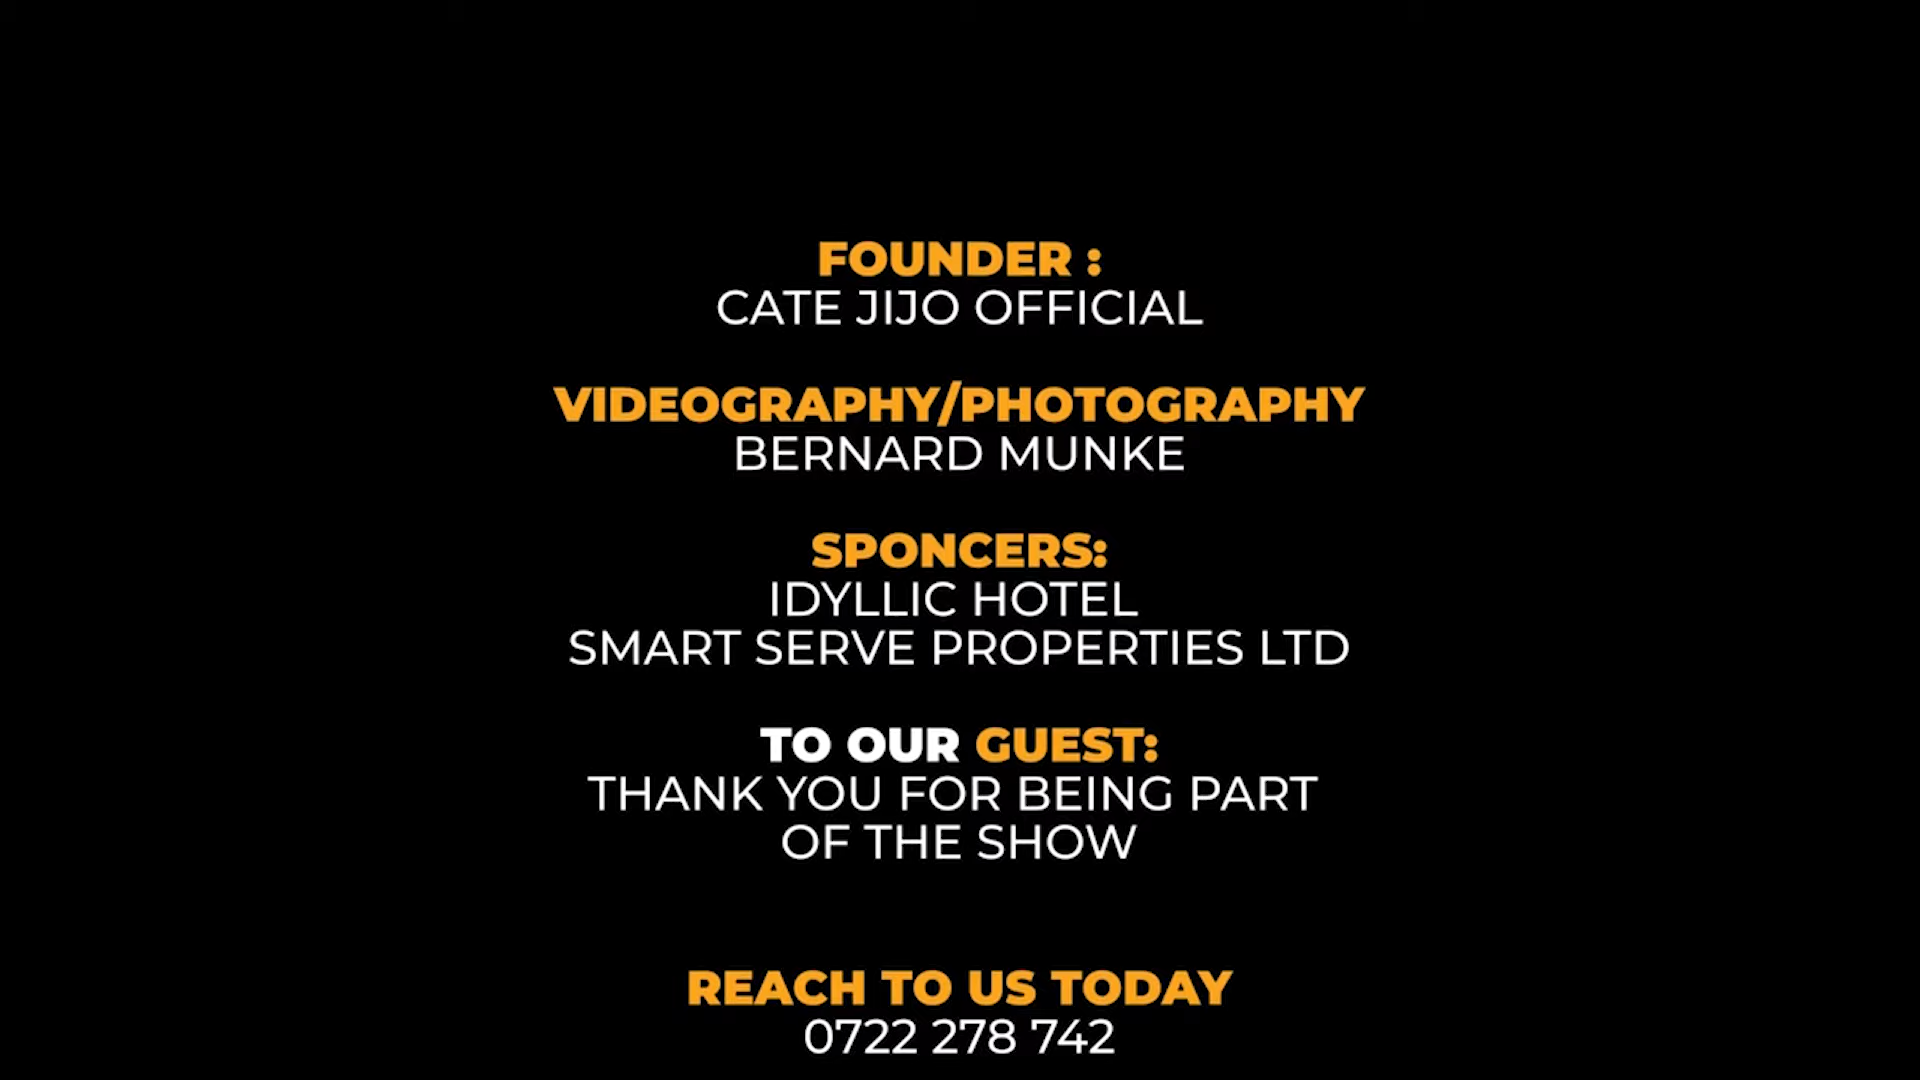 FOUNDER :
CATE JIJO OFFICIAL
VIDEOGRAPHY/PHOTOGRAPHY
BERNARD MUNKE
SPONCERS:
IDYLLIC HOTEL
SMART SERVE PROPERTIES LTD
TO OUR GUEST:
THANK YOU FOR BEING PART
OF THE SHOW
REACH TO US TODAY
0722 278 742